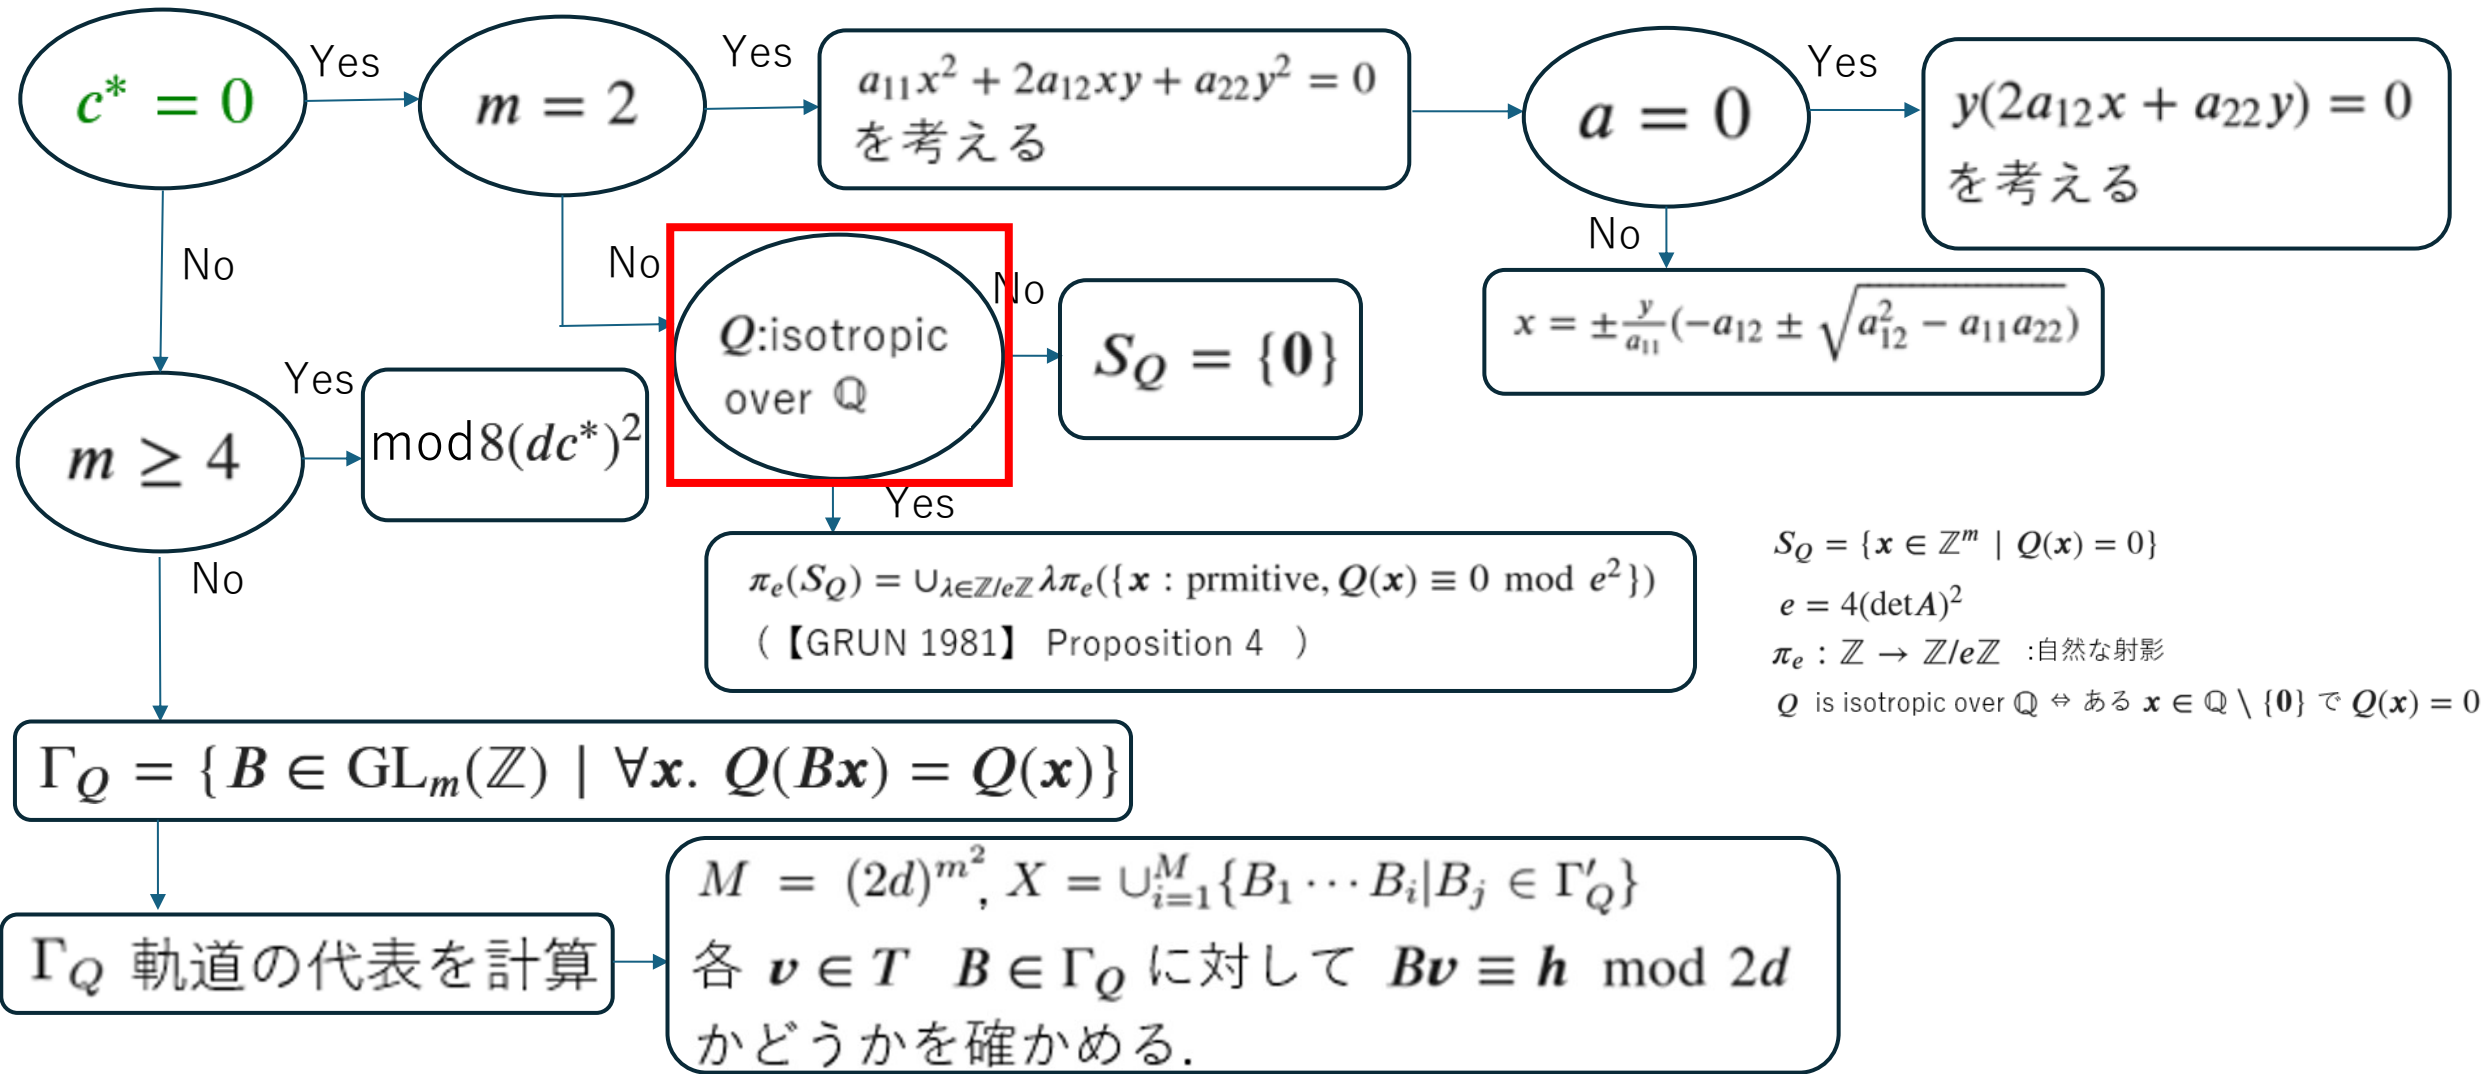 c* = 0
Yes
m = 2
Yes
a₁₁x² + 2a₁₂xy + a₂₂y² = 0
を考える
a = 0
Yes
y(2a₁₂x + a₂₂y) = 0
を考える
No
No
No
x = ±y/a₁₁(−a₁₂ ± √(a₁₂² − a₁₁a₂₂))
Q:isotropic
over ℚ
No
S_Q = {𝟎}
m ≥ 4
Yes
mod8(dc*)²
Yes
No
π_e(S_Q) = ∪_{λ∈ℤ/eℤ} λπ_e({𝒙 : prmitive, Q(𝒙) ≡ 0 mod e²})
(【GRUN 1981】 Proposition 4 )
S_Q = {𝒙 ∈ ℤᵐ | Q(𝒙) = 0}
e = 4(detA)²
π_e : ℤ → ℤ/eℤ :自然な射影
Q is isotropic over ℚ ⇔ ある 𝒙 ∈ ℚ \ {𝟎} で Q(𝒙) = 0
Γ_Q = {𝑩 ∈ GL_m(ℤ) | ∀𝒙. Q(𝑩𝒙) = Q(𝒙)}
Γ_Q 軌道の代表を計算
M = (2d)^{m²}, X = ∪_{i=1}^{M}{B₁ ⋯ B_i|B_j ∈ Γ′_Q}
各 𝒗 ∈ T 𝑩 ∈ Γ_Q に対して 𝑩𝒗 ≡ 𝒉 mod 2d
かどうかを確かめる.